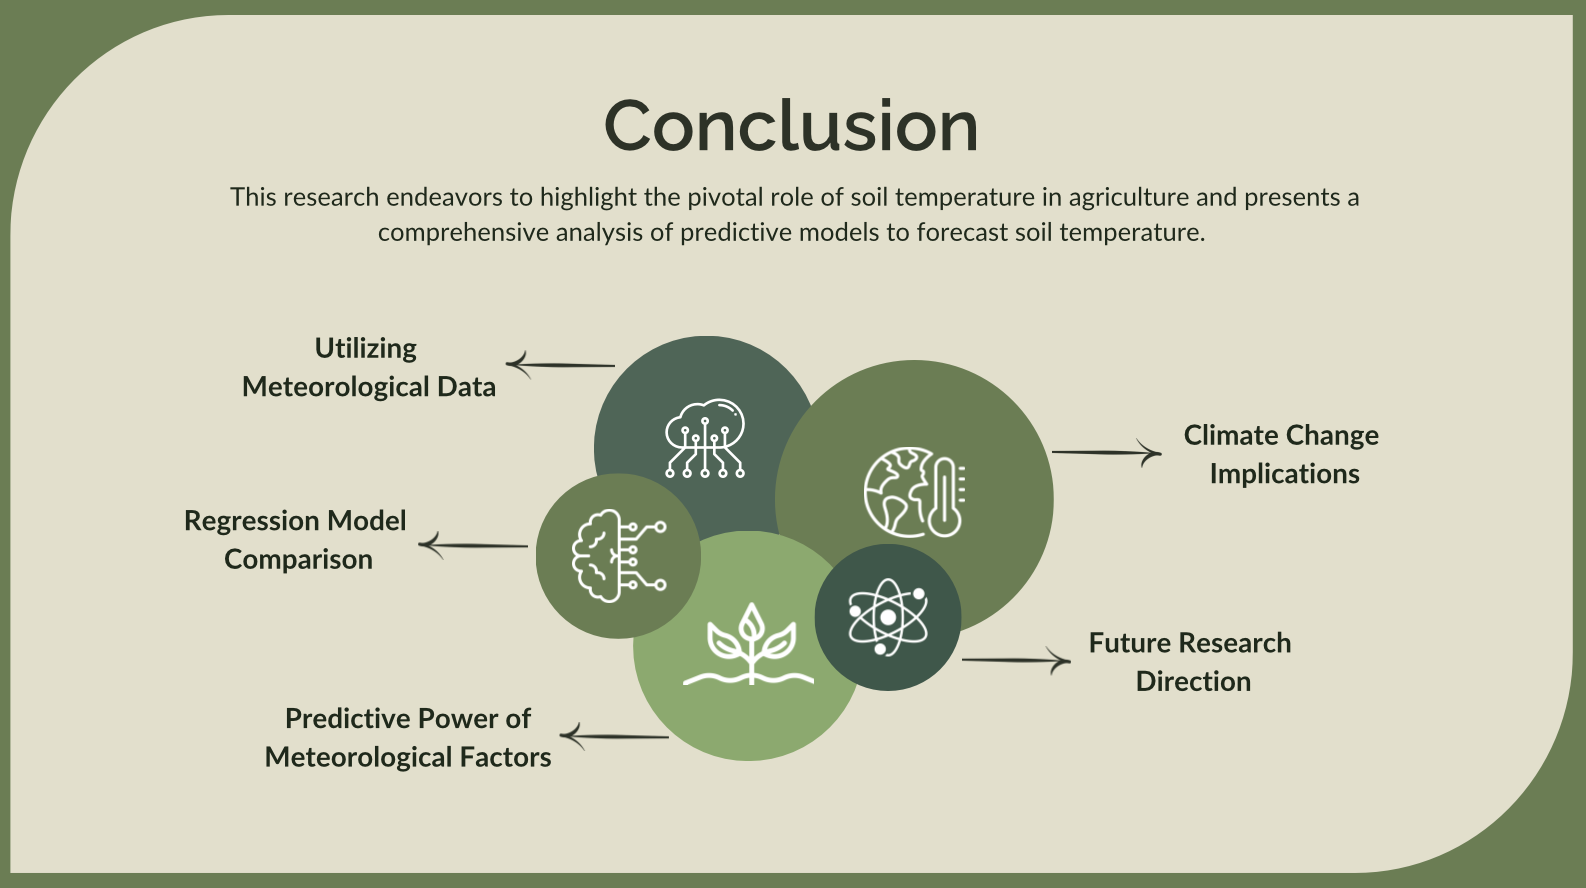 Conclusion
This research endeavors to highlight the pivotal role of soil temperature in agriculture and presents a
comprehensive analysis of predictive models to forecast soil temperature.
Utilizing
Meteorological Data
Climate Change
Implications
Regression Model
Comparison
Future Research
Direction
Predictive Power of
Meteorological Factors